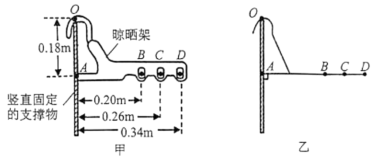 O
0.18m
晾晒架
B C D
A
竖直固定
的支撑物
0.20m
0.26m
0.34m
甲
O
A B C D
乙